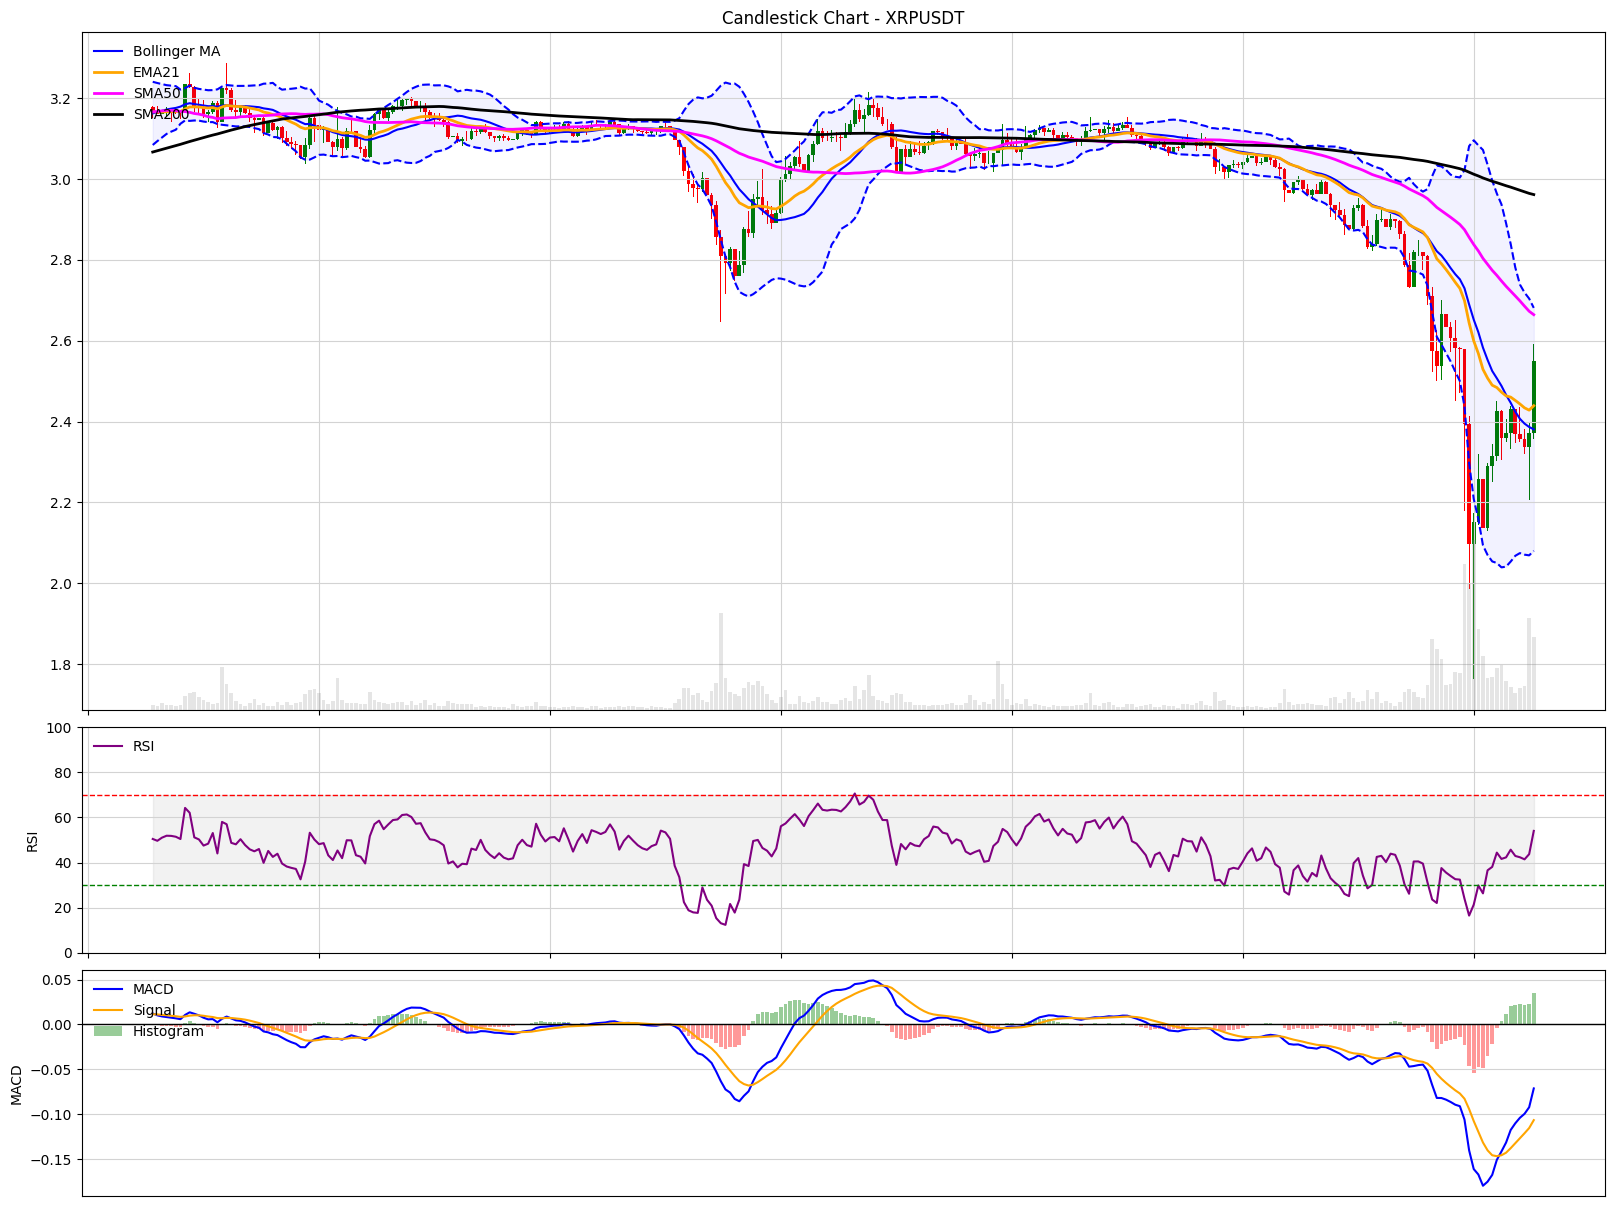 Candlestick Chart - XRPUSDT
Bollinger MA
EMA21
SMA50
SMA200
3.2
3.0
2.8
2.6
2.4
2.2
2.0
1.8
RSI
100
80
60
40
20
0
RSI
MACD
Signal
Histogram
0.05
0.00
−0.05
−0.10
−0.15
MACD